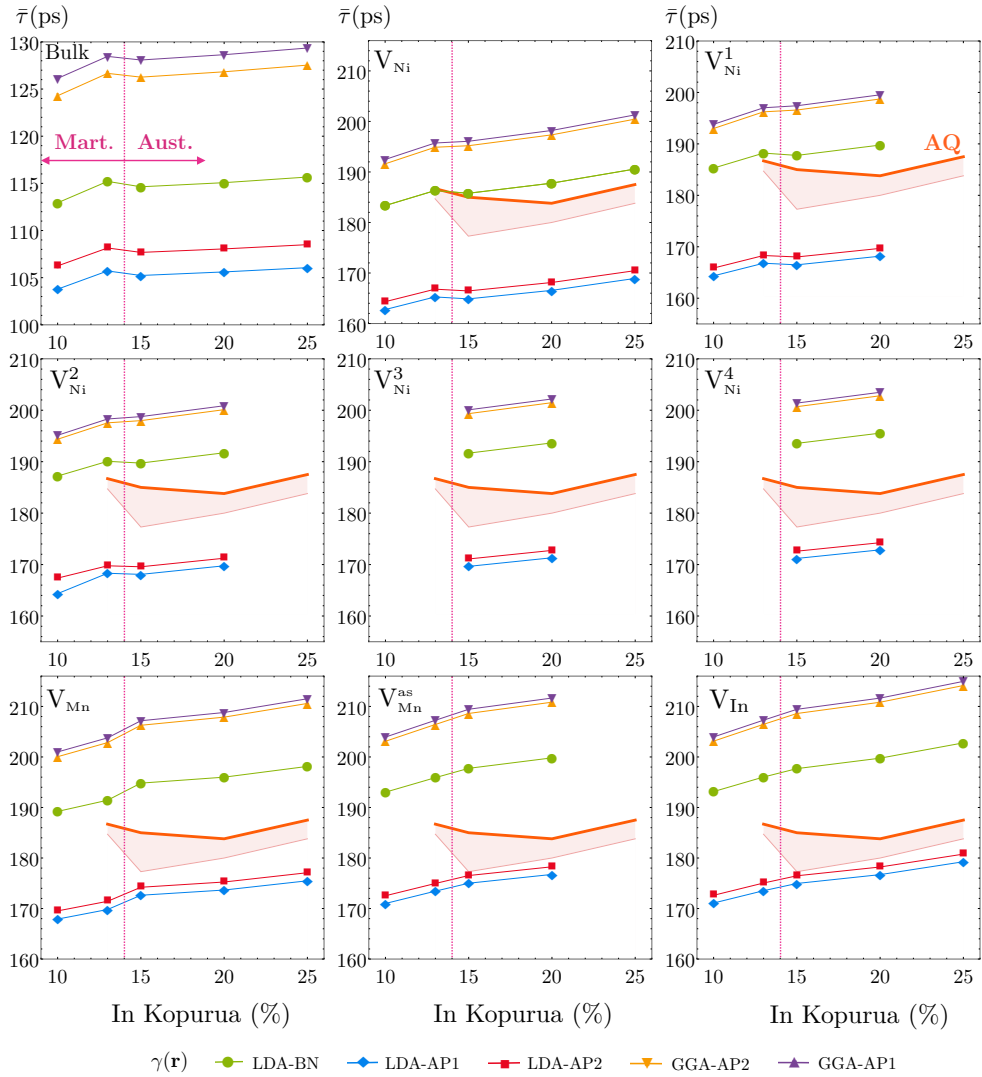 τ̄(ps) τ̄(ps) τ̄(ps)
130 Bulk
125
120
115
110
105
100
Mart. Aust.
10 15 20 25
V_Ni
210
200
190
180
170
160
10 15 20 25
V¹_Ni
210
200
190
180
170
160
AQ
10 15 20 25
V²_Ni
210
200
190
180
170
160
10 15 20 25
V³_Ni
210
200
190
180
170
160
10 15 20 25
V⁴_Ni
210
200
190
180
170
160
10 15 20 25
V_Mn
210
200
190
180
170
160
10 15 20 25
In Kopurua (%)
V^as_Mn
210
200
190
180
170
160
10 15 20 25
In Kopurua (%)
V_In
210
200
190
180
170
160
10 15 20 25
In Kopurua (%)
γ(r) LDA-BN LDA-AP1 LDA-AP2 GGA-AP2 GGA-AP1